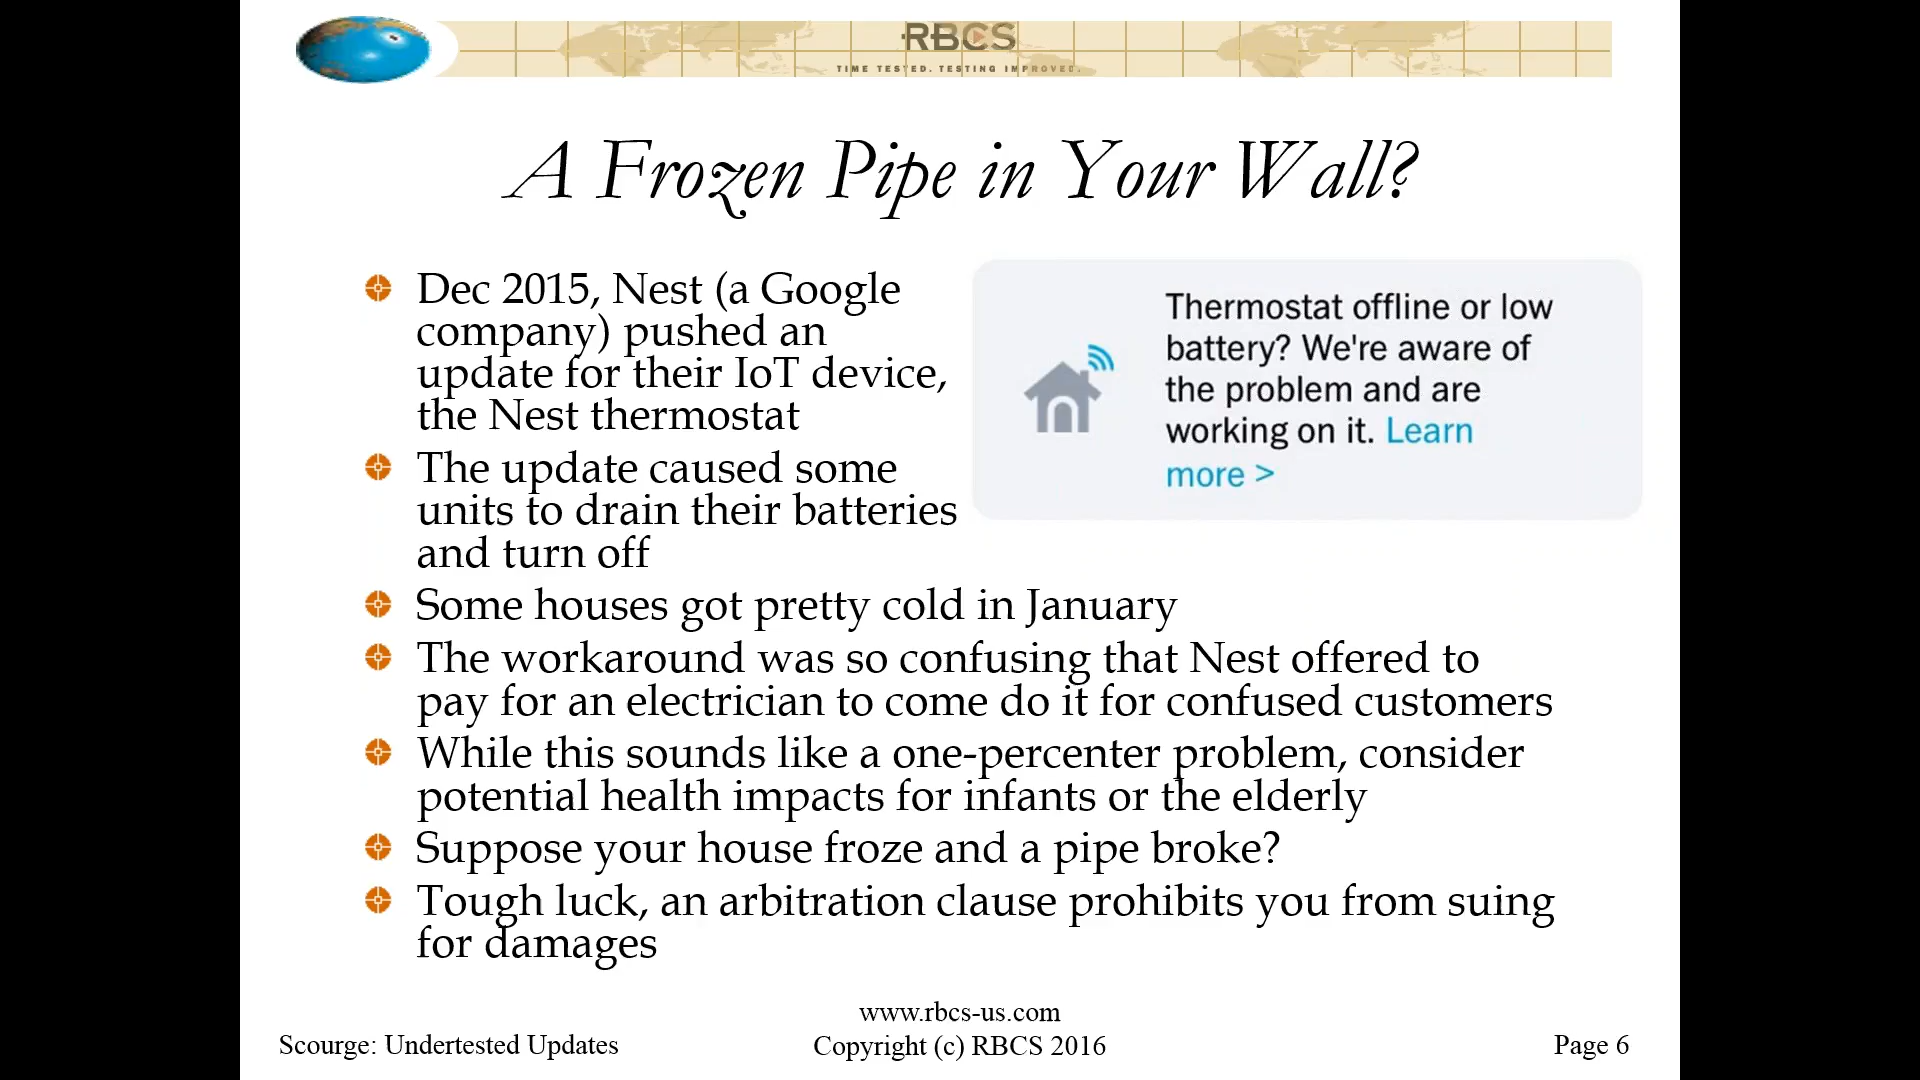 RBCS
TIME TESTED. TESTING IMPROVED.
A Frozen Pipe in Your Wall?
Dec 2015, Nest (a Google
company) pushed an
update for their IoT device,
the Nest thermostat
The update caused some
units to drain their batteries
and turn off
Thermostat offline or low
battery? We're aware of
the problem and are
working on it. Learn
more >
Some houses got pretty cold in January
The workaround was so confusing that Nest offered to
pay for an electrician to come do it for confused customers
While this sounds like a one-percenter problem, consider
potential health impacts for infants or the elderly
Suppose your house froze and a pipe broke?
Tough luck, an arbitration clause prohibits you from suing
for damages
www.rbcs-us.com
Scourge: Undertested Updates
Copyright (c) RBCS 2016
Page 6